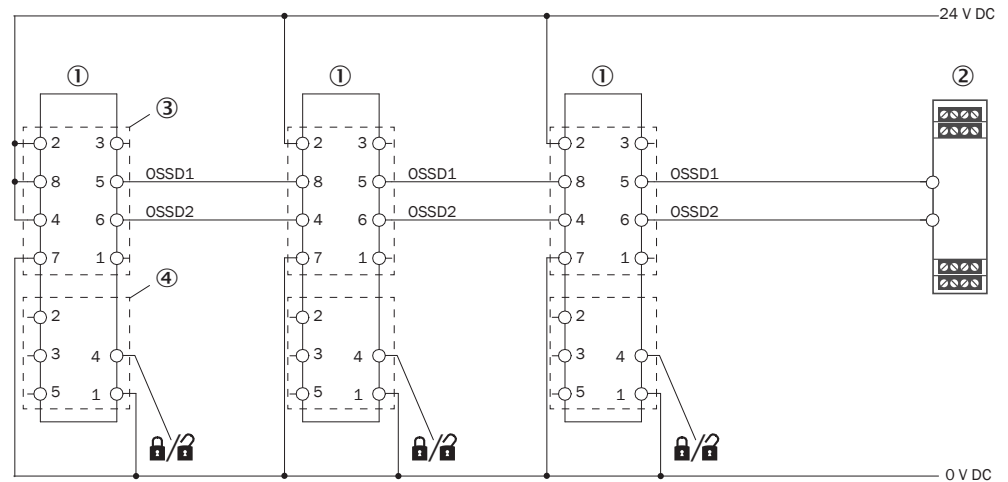 24 V DC
① ① ① ②
③
2 3 2 3 2 3
8 5 OSSD1 8 5 OSSD1 8 5 OSSD1
4 6 OSSD2 4 6 OSSD2 4 6 OSSD2
7 1 7 1 7 1
④
2 2 2
3 4 3 4 3 4
5 1 5 1 5 1
0 V DC